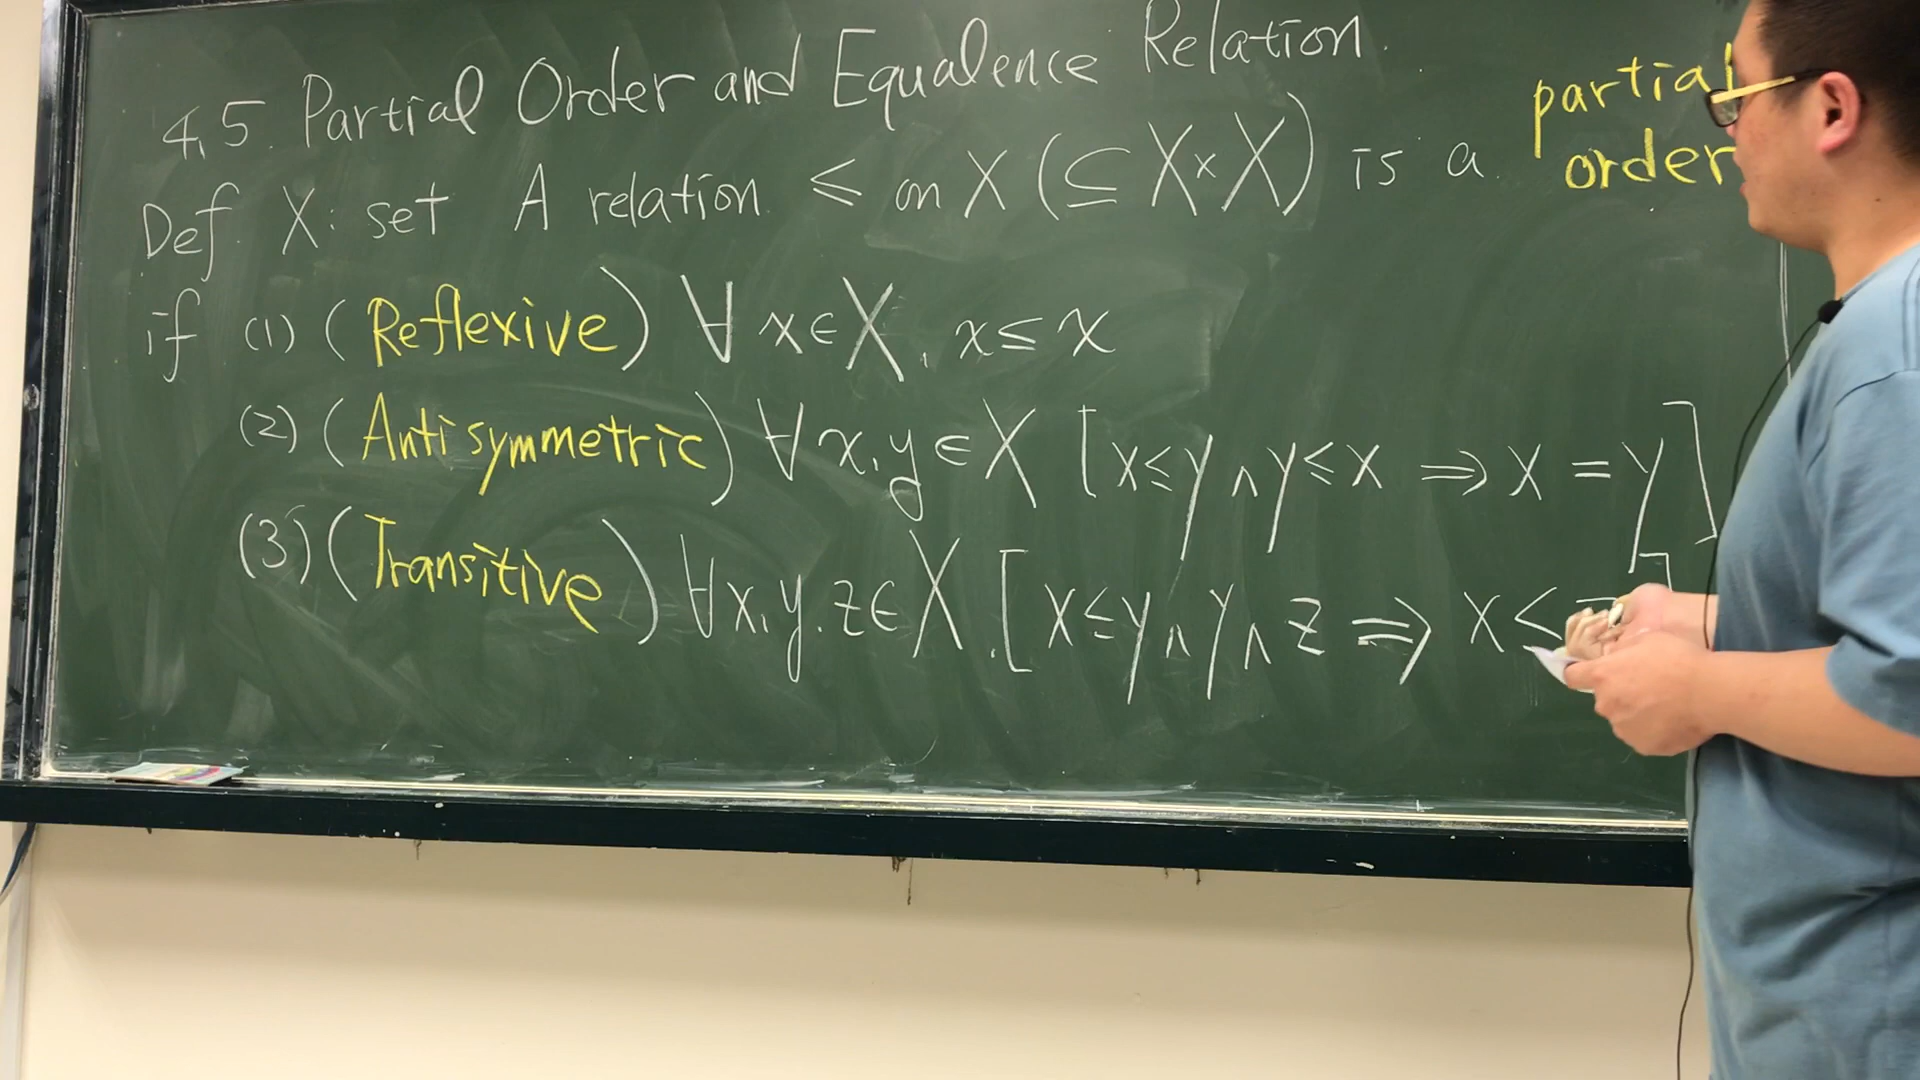 4.5. Partial Order and Equalence Relation.
Def. X: set A relation ≤ on X (⊆ X×X) is a partial order
if (1) (Reflexive) ∀x∈X, x≤x
(2) (Antisymmetric) ∀x,y∈X [x≤y∧y≤x ⇒ x=y]
(3) (Transitive) ∀x,y,z∈X.[x≤y∧y∧z ⇒ x<